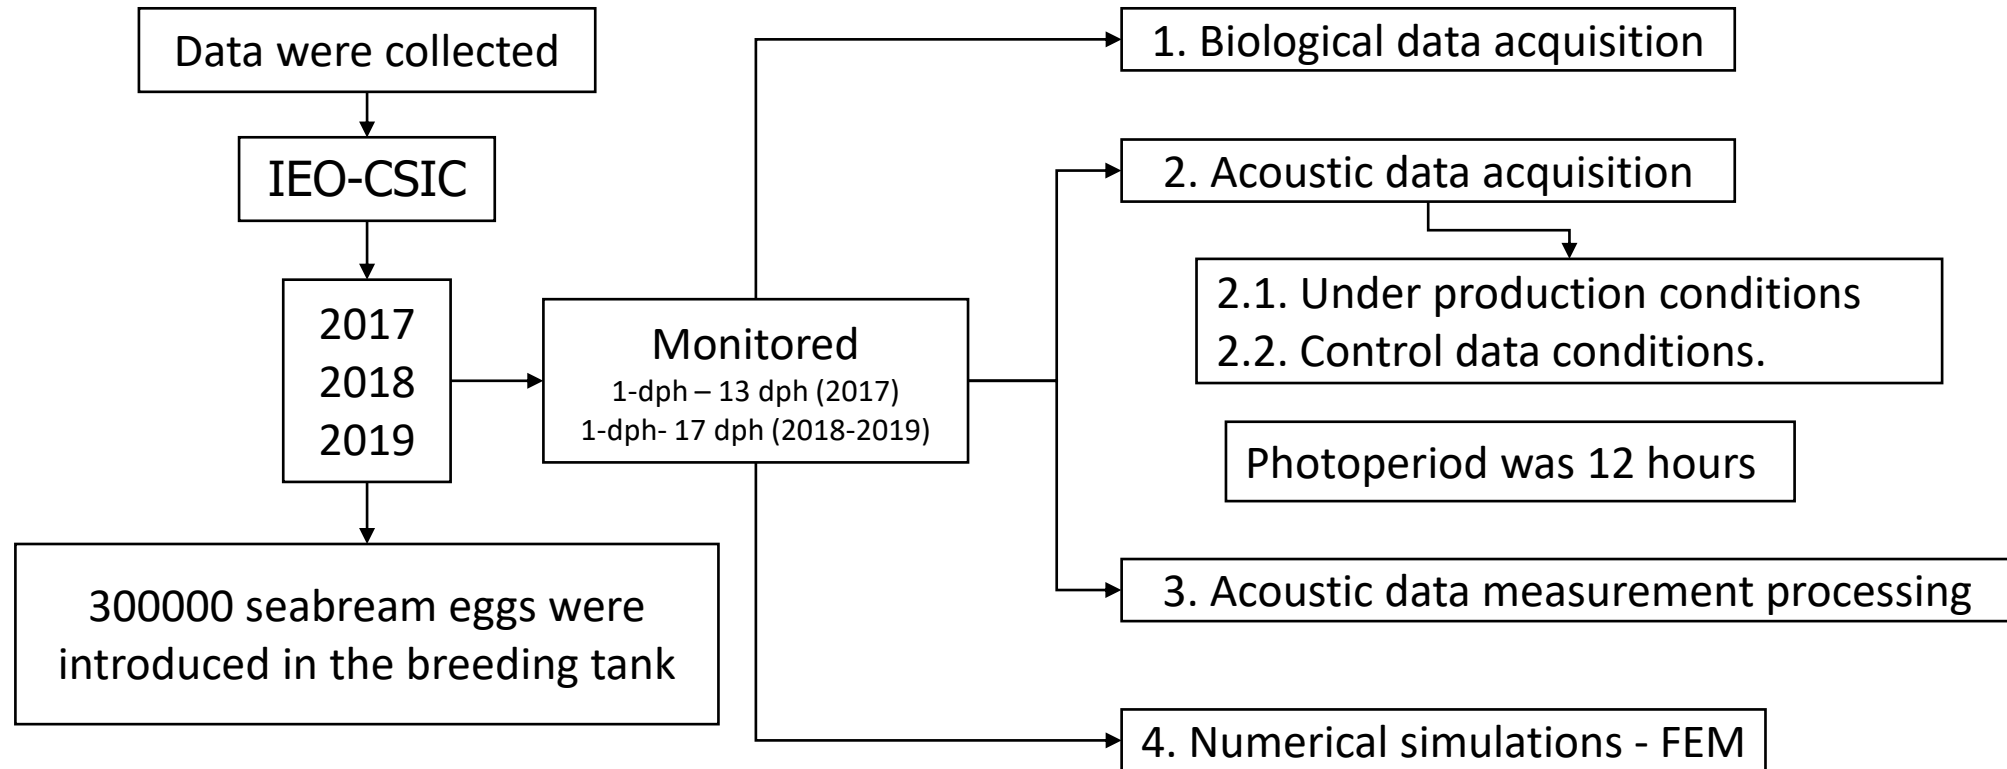 Data were collected
IEO-CSIC
2017
2018
2019
300000 seabream eggs were
introduced in the breeding tank
Monitored
1-dph – 13 dph (2017)
1-dph- 17 dph (2018-2019)
1. Biological data acquisition
2. Acoustic data acquisition
2.1. Under production conditions
2.2. Control data conditions.
Photoperiod was 12 hours
3. Acoustic data measurement processing
4. Numerical simulations - FEM